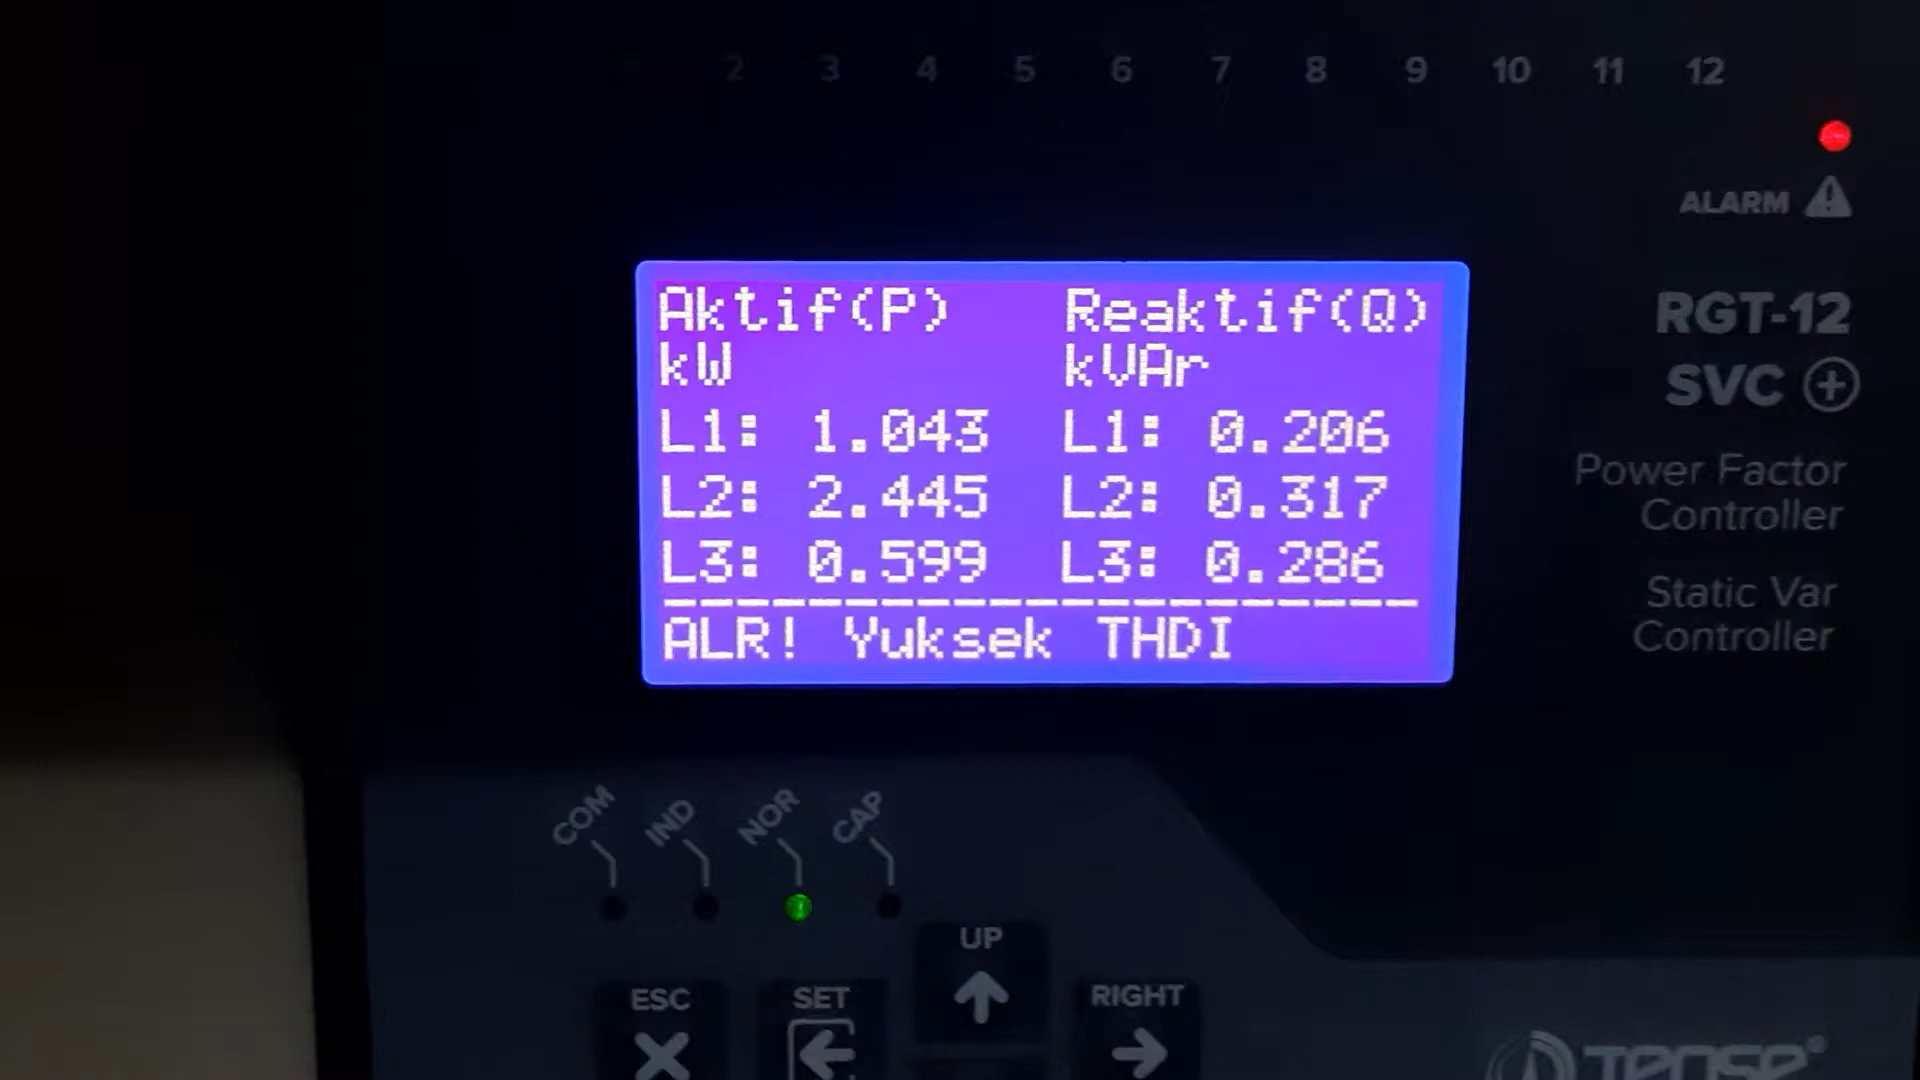 2 3 4 5 6 7 8 9 10 11 12
ALARM
RGT-12
SVC
Power Factor
Controller
Static Var
Controller
Aktif(P) Reaktif(Q)
kW kVAr
L1: 1.043 L1: 0.206
L2: 2.445 L2: 0.317
L3: 0.599 L3: 0.286
ALR! Yuksek THDI
COM IND NOR CAP
UP
ESC SET RIGHT
TENSE